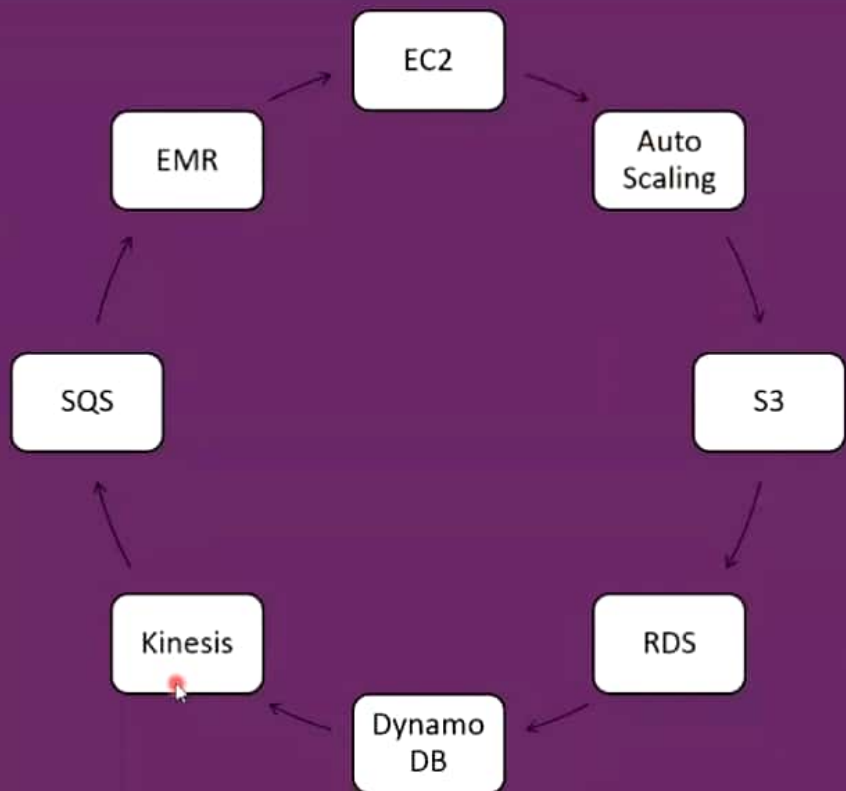 EC2
Auto
Scaling
S3
RDS
Dynamo
DB
Kinesis
SQS
EMR